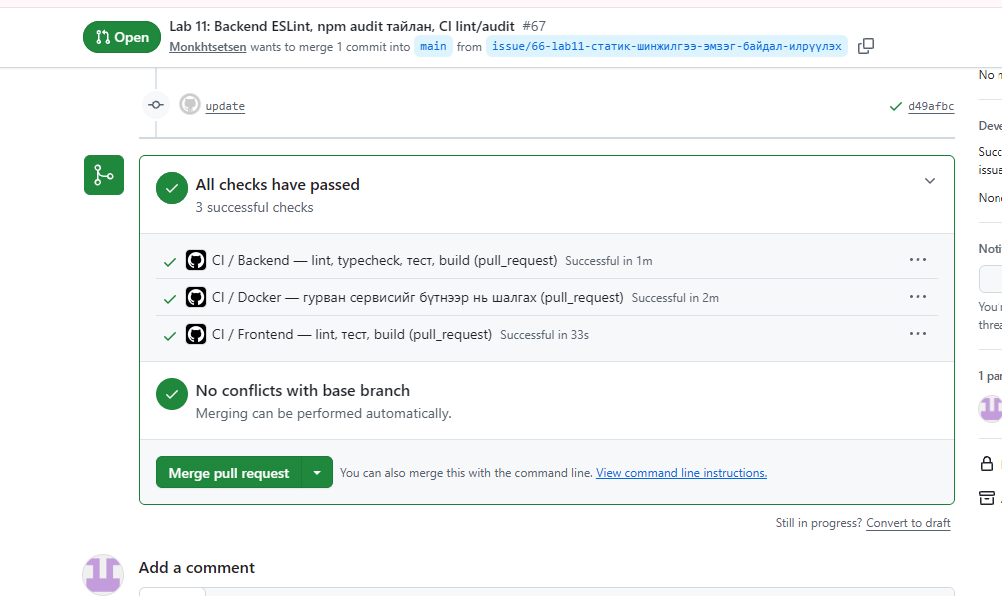 Open
Lab 11: Backend ESLint, npm audit тайлан, CI lint/audit #67
Monkhtsetsen wants to merge 1 commit into main from issue/66-lab11-статик-шинжилгээ-эмзэг-байдал-илрүүлэх
No
update
d49afbc
All checks have passed
3 successful checks
CI / Backend — lint, typecheck, тест, build (pull_request) Successful in 1m
CI / Docker — гурван сервисийг бүтнээр нь шалгах (pull_request) Successful in 2m
CI / Frontend — lint, тест, build (pull_request) Successful in 33s
No conflicts with base branch
Merging can be performed automatically.
Merge pull request
You can also merge this with the command line. View command line instructions.
Still in progress? Convert to draft
Add a comment